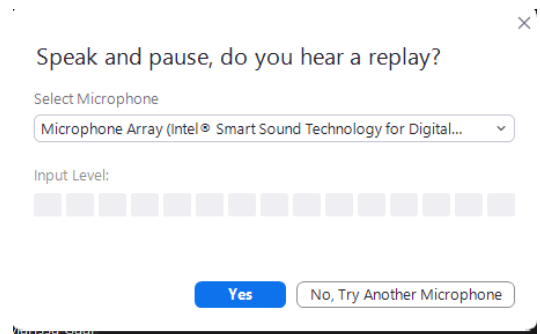 Speak and pause, do you hear a replay?
Select Microphone
Microphone Array (Intel® Smart Sound Technology for Digital...
Input Level:
Yes
No, Try Another Microphone